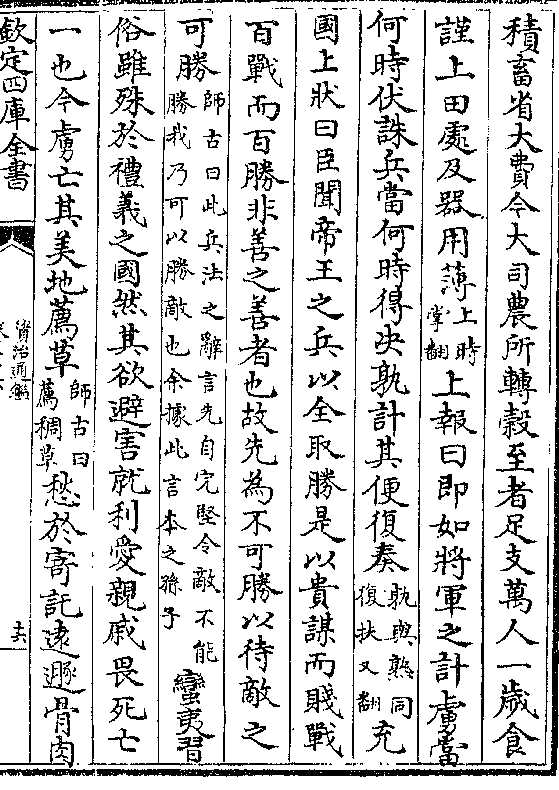 積畜省大費今大司農所轉穀至者足支萬人一歲食
謹上田處及器用薄上時掌翻上報曰即如將軍之計虜當
何時伏誅兵當何時得決孰計其便復奏孰與熟同復扶又翻充
國上狀曰臣聞帝王之兵以全取勝是以貴謀而賤戰
百戰而百勝非善之善者也故先為不可勝以待敵之
可勝師古曰此兵法之辭言先自完堅令敵不能勝我乃可以勝敵也余據此言本之孫子蠻夷習
俗雖殊於禮義之國然其欲避害就利愛親戚畏死亡
一也今虜亡其美地薦草師古曰薦稠草愁於寄託遠遯骨肉
欽定四庫全書
資治通鑑